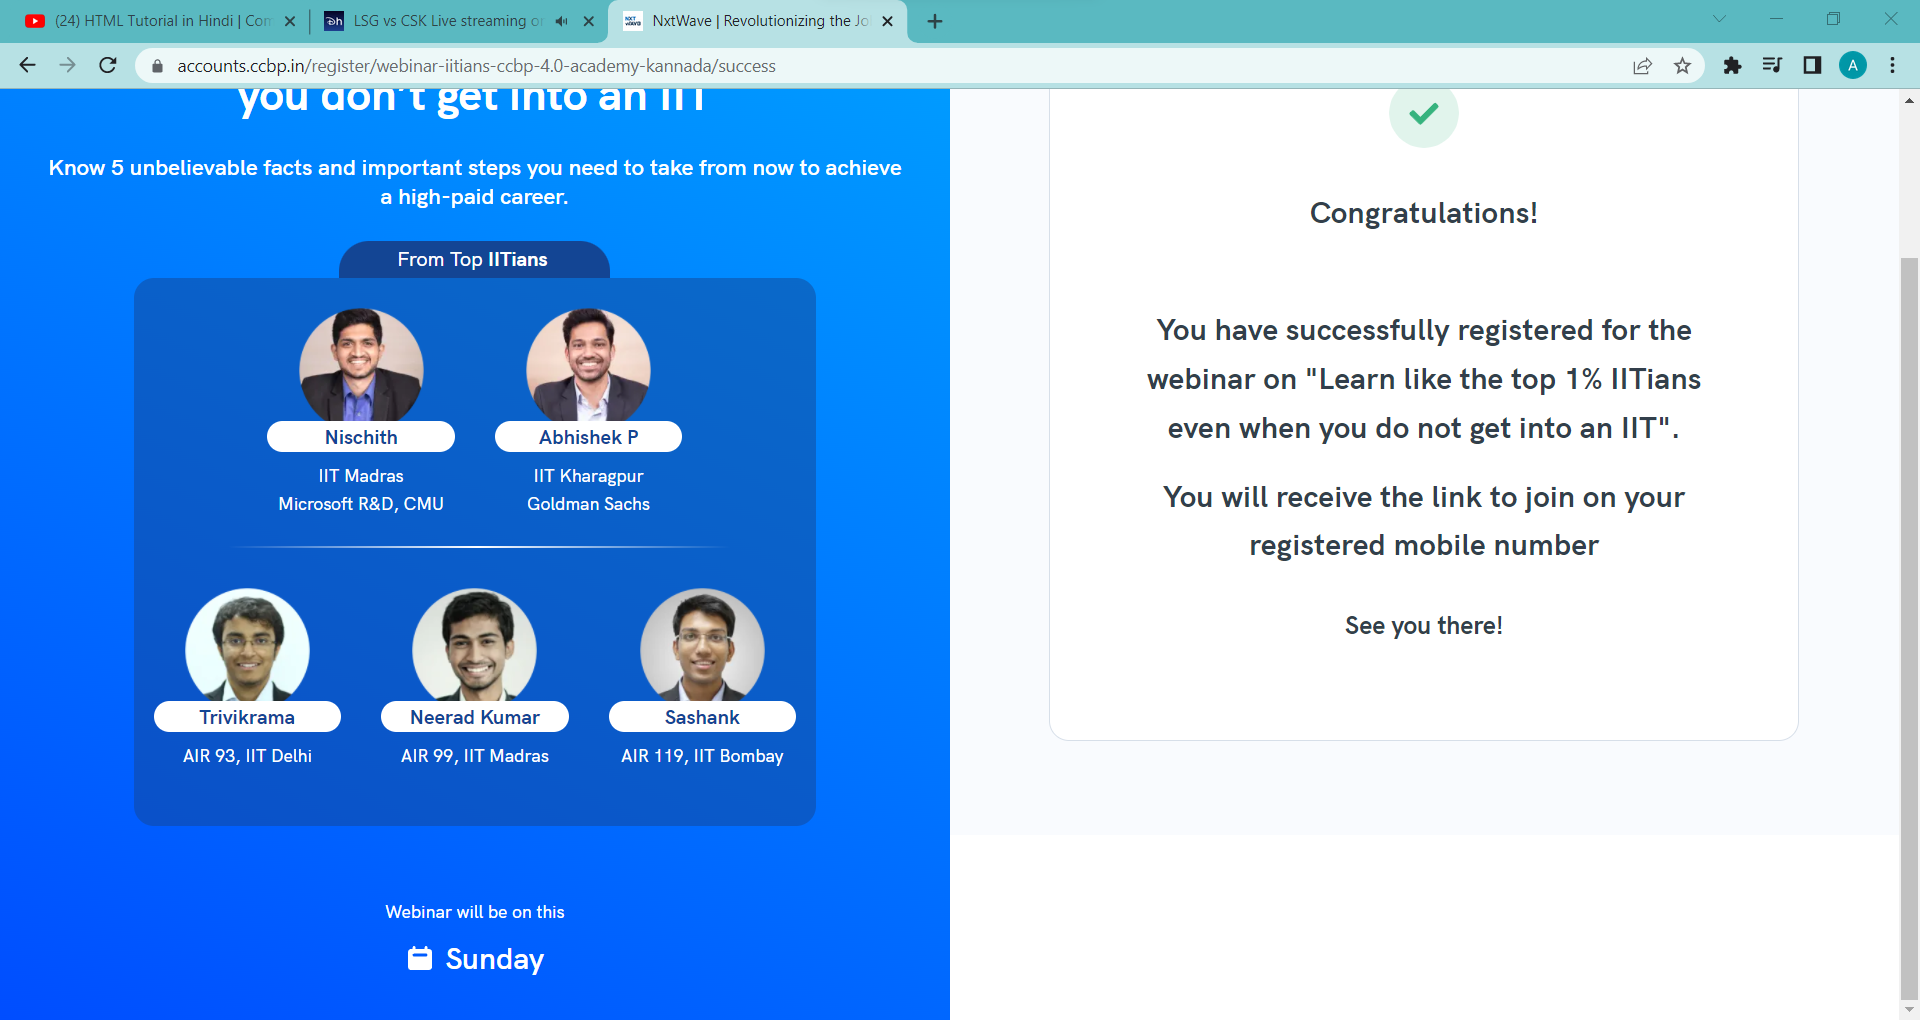 (24) HTML Tutorial in Hindi | Com
LSG vs CSK Live streaming on
NxtWave | Revolutionizing the Jo
accounts.ccbp.in/register/webinar-iitians-ccbp-4.0-academy-kannada/success
A
you don't get into an IIT
Know 5 unbelievable facts and important steps you need to take from now to achieve
a high-paid career.
From Top IITians
Nischith
IIT Madras
Microsoft R&D, CMU
Abhishek P
IIT Kharagpur
Goldman Sachs
Trivikrama
AIR 93, IIT Delhi
Neerad Kumar
AIR 99, IIT Madras
Sashank
AIR 119, IIT Bombay
Webinar will be on this
Sunday
Congratulations!
You have successfully registered for the
webinar on "Learn like the top 1% IITians
even when you do not get into an IIT".
You will receive the link to join on your
registered mobile number
See you there!